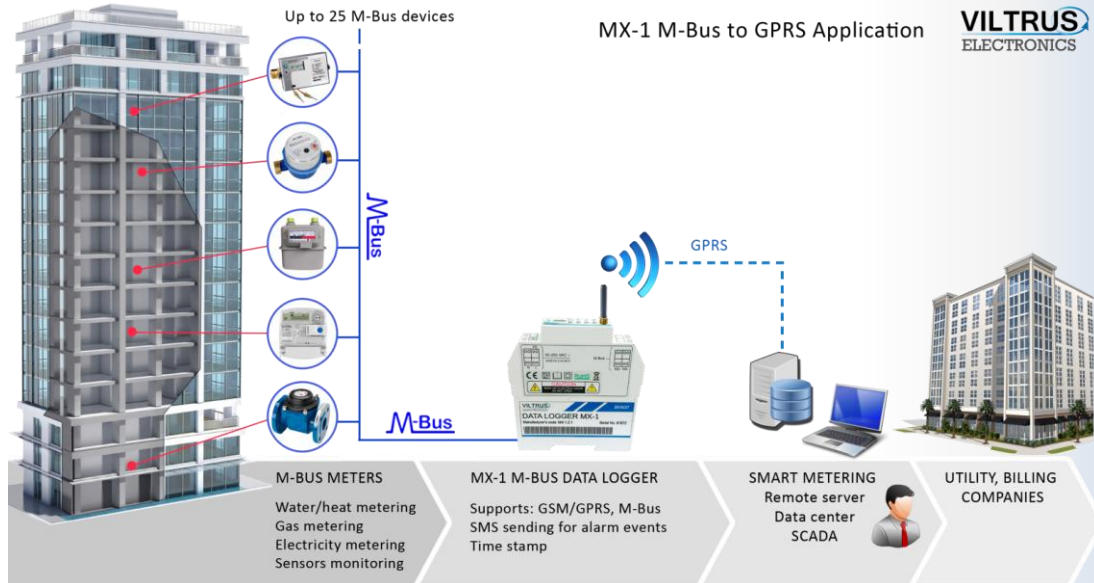 Up to 25 M-Bus devices
MX-1 M-Bus to GPRS Application
VILTRUS
ELECTRONICS
M-Bus
GPRS
M-Bus
CE
RoHS
VILTRUS
DATA LOGGER MX-1
M-BUS METERS
Water/heat metering
Gas metering
Electricity metering
Sensors monitoring
MX-1 M-BUS DATA LOGGER
Supports: GSM/GPRS, M-Bus
SMS sending for alarm events
Time stamp
SMART METERING
Remote server
Data center
SCADA
UTILITY, BILLING
COMPANIES